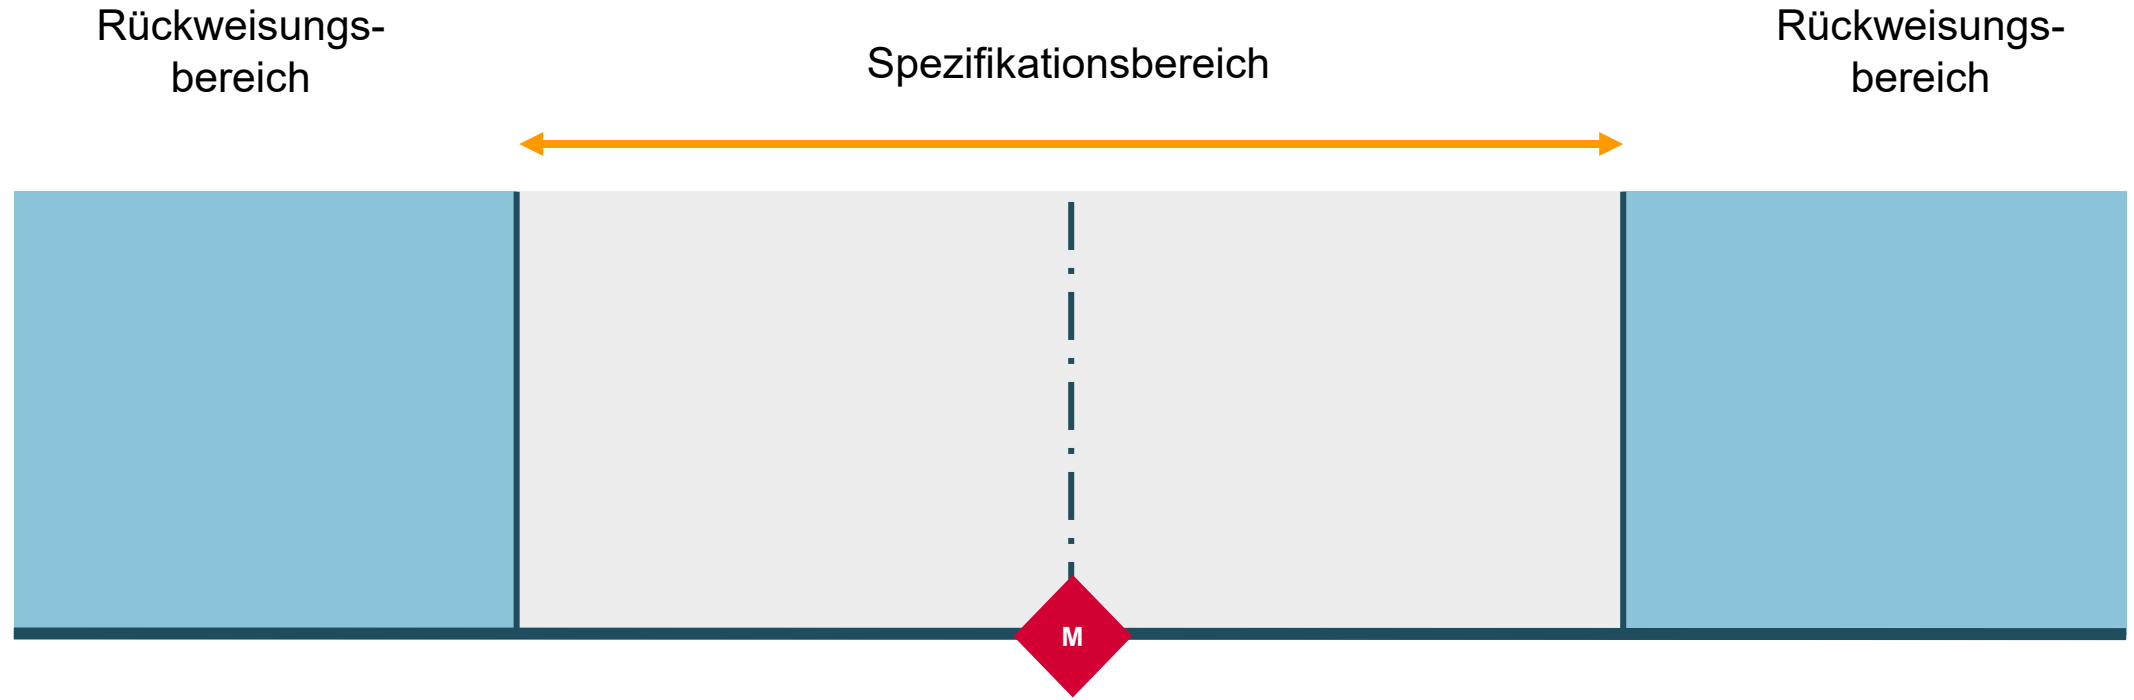 Rückweisungs-
bereich
Spezifikationsbereich
Rückweisungs-
bereich
M